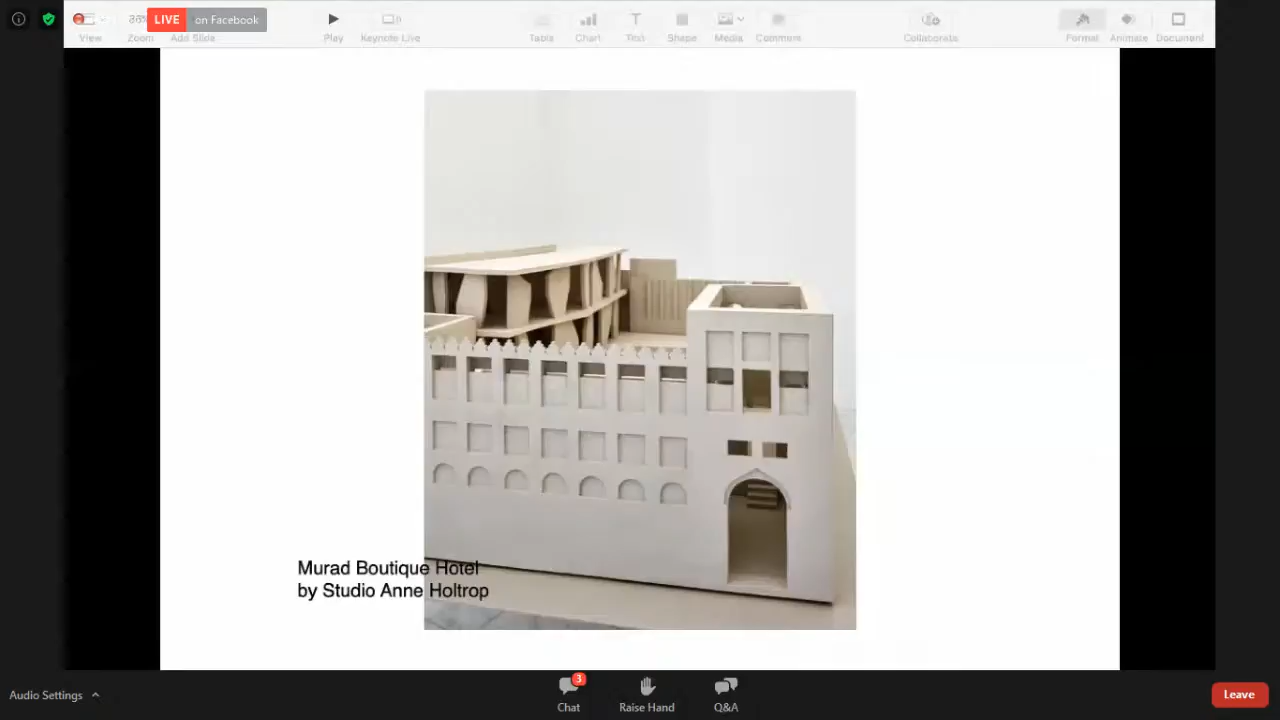 LIVE on Facebook
View
Zoom
Add Slide
Play
Keynote Live
Table
Chart
Text
Shape
Media
Comment
Collaborate
Format
Animate
Document
Murad Boutique Hotel
by Studio Anne Holtrop
Audio Settings
3
Chat
Raise Hand
Q&A
Leave